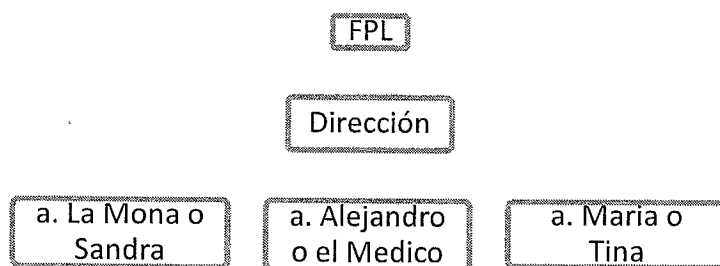 FPL
Dirección
a. La Mona o
Sandra
a. Alejandro
o el Medico
a. Maria o
Tina